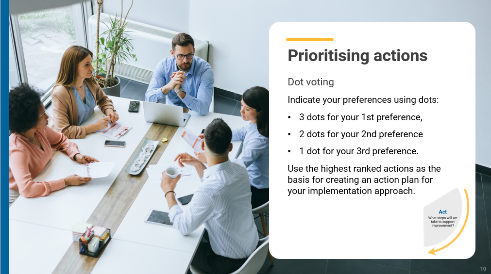 Prioritising actions
Dot voting
Indicate your preferences using dots:
• 3 dots for your 1st preference,
• 2 dots for your 2nd preference
• 1 dot for your 3rd preference.
Use the highest ranked actions as the
basis for creating an action plan for
your implementation approach.
Act
What steps will we
take to support
improvement?
19